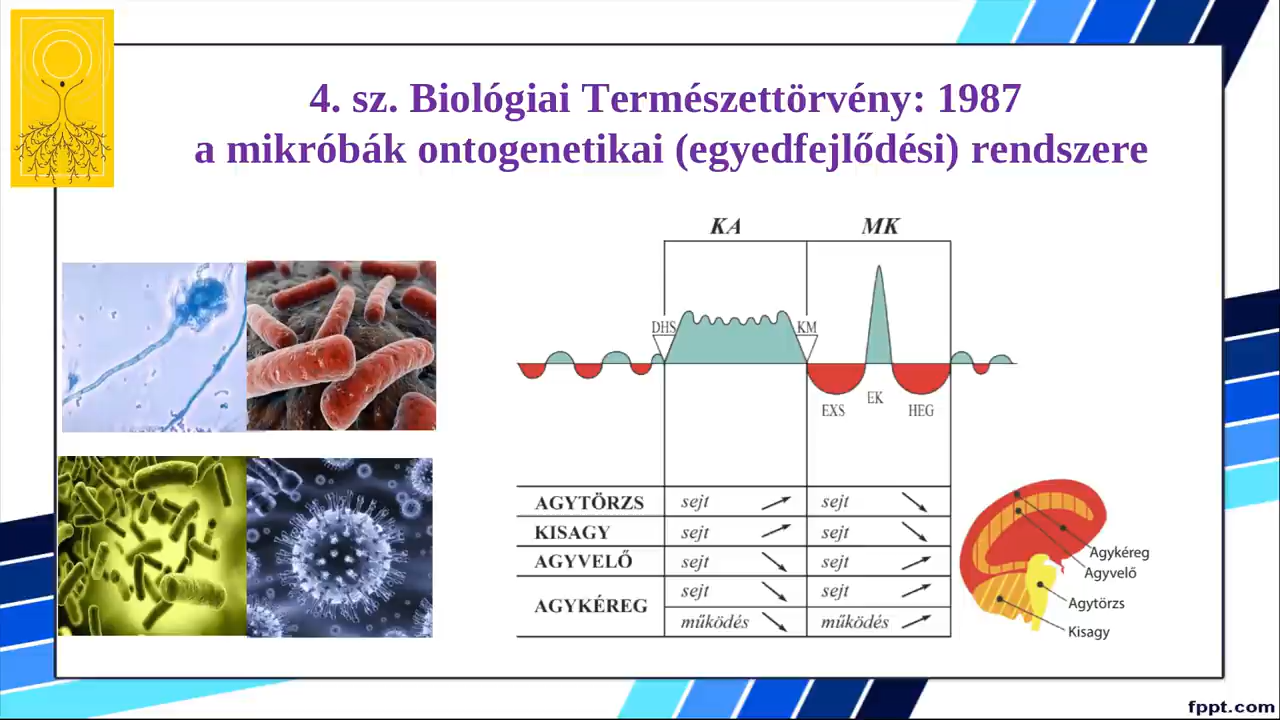 4. sz. Biológiai Természettörvény: 1987
a mikróbák ontogenetikai (egyedfejlődési) rendszere
KA MK
DHS KM
EXS EK HEG
AGYTÖRZS sejt sejt
KISAGY sejt sejt
AGYVELŐ sejt sejt
AGYKÉREG sejt sejt
működés működés
Agykéreg
Agyvelő
Agytörzs
Kisagy
fppt.com